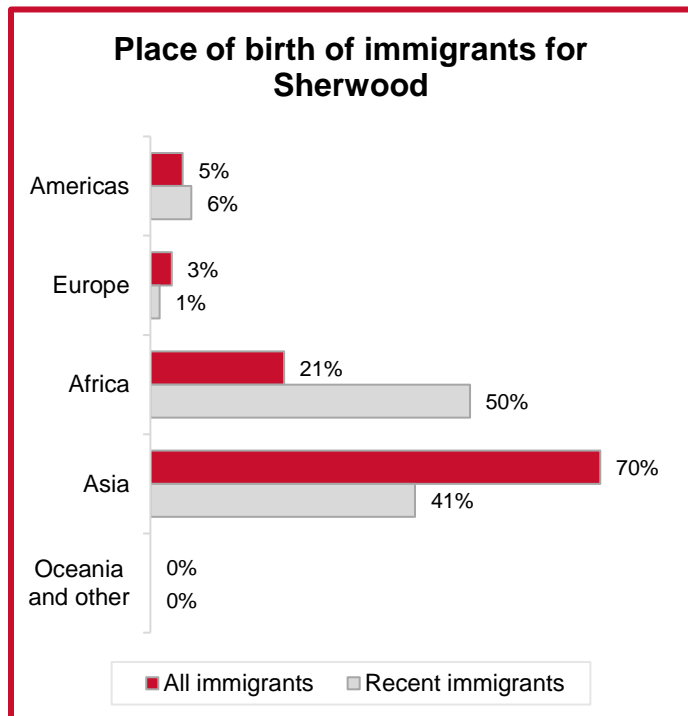 Place of birth of immigrants for
Sherwood
Americas
5%
6%
Europe
3%
1%
Africa
21%
50%
Asia
70%
41%
Oceania
and other
0%
0%
All immigrants
Recent immigrants